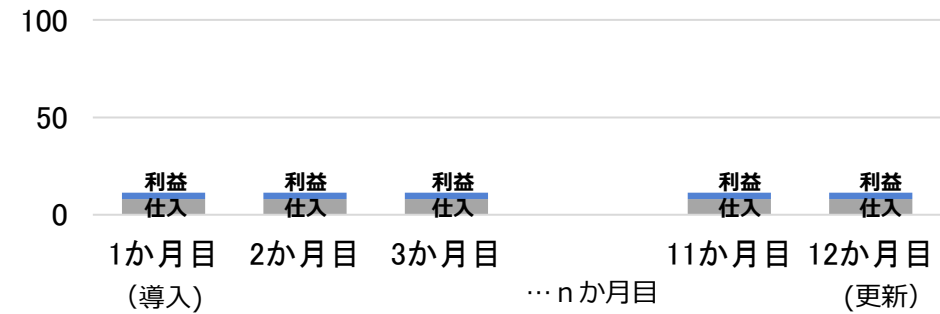 100
50
0
利益 利益 利益 利益 利益
仕入 仕入 仕入 仕入 仕入
1か月目 2か月目 3か月目 11か月目 12か月目
（導入) …ｎか月目 (更新）